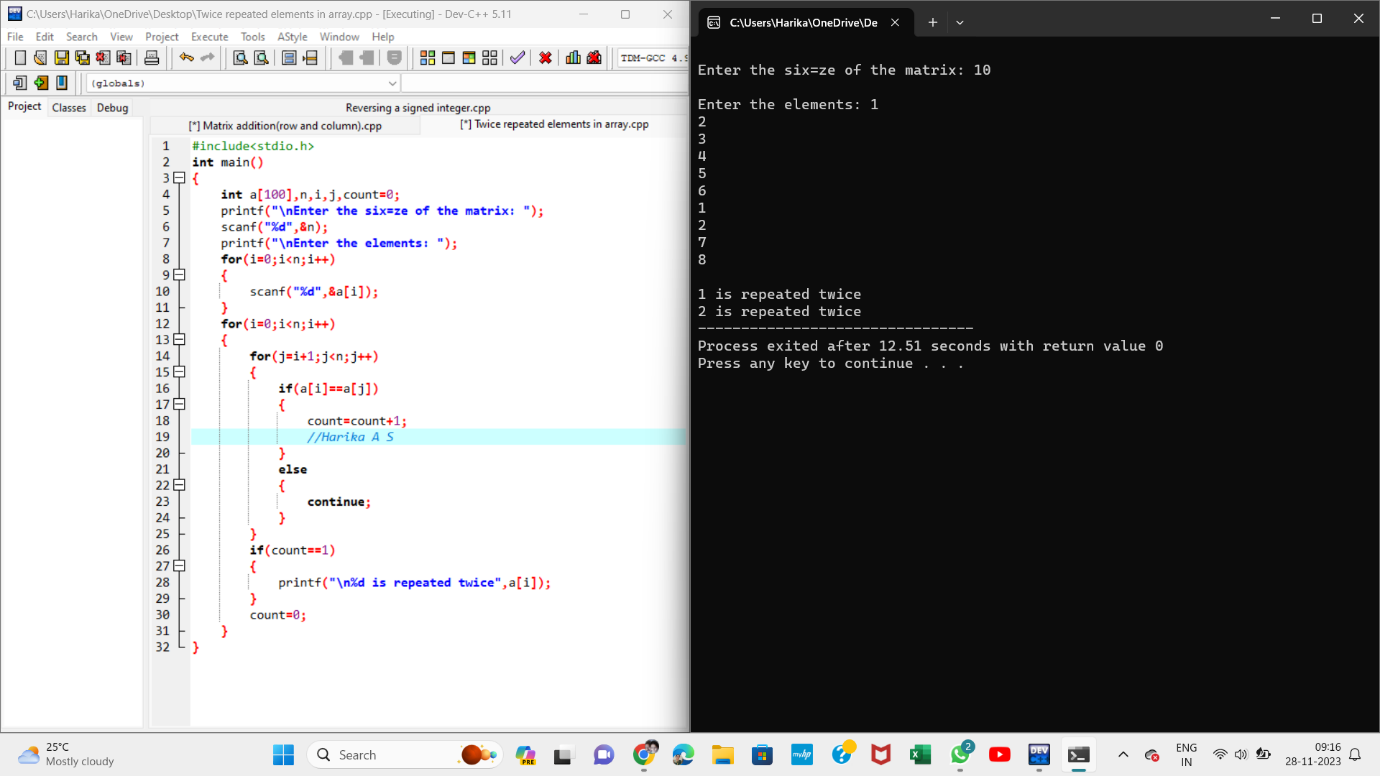 C:\Users\Harika\OneDrive\Desktop\Twice repeated elements in array.cpp - [Executing] - Dev-C++ 5.11
File Edit Search View Project Execute Tools AStyle Window Help
TDM-GCC 4.9
(globals)
Project Classes Debug
Reversing a signed integer.cpp
[*] Matrix addition(row and column).cpp [*] Twice repeated elements in array.cpp
1 #include<stdio.h>
2 int main()
3 {
4 int a[100],n,i,j,count=0;
5 printf("\nEnter the six=ze of the matrix: ");
6 scanf("%d",&n);
7 printf("\nEnter the elements: ");
8 for(i=0;i<n;i++)
9 {
10 scanf("%d",&a[i]);
11 }
12 for(i=0;i<n;i++)
13 {
14 for(j=i+1;j<n;j++)
15 {
16 if(a[i]==a[j])
17 {
18 count=count+1;
19 //Harika A S
20 }
21 else
22 {
23 continue;
24 }
25 }
26 if(count==1)
27 {
28 printf("\n%d is repeated twice",a[i]);
29 }
30 count=0;
31 }
32 }
C:\Users\Harika\OneDrive\De
Enter the six=ze of the matrix: 10
Enter the elements: 1
2
3
4
5
6
1
2
7
8
1 is repeated twice
2 is repeated twice
--------------------------------
Process exited after 12.51 seconds with return value 0
Press any key to continue . . .
25°C
Mostly cloudy
Search
PRE
myhp
2
DEV
ENG
IN
09:16
28-11-2023